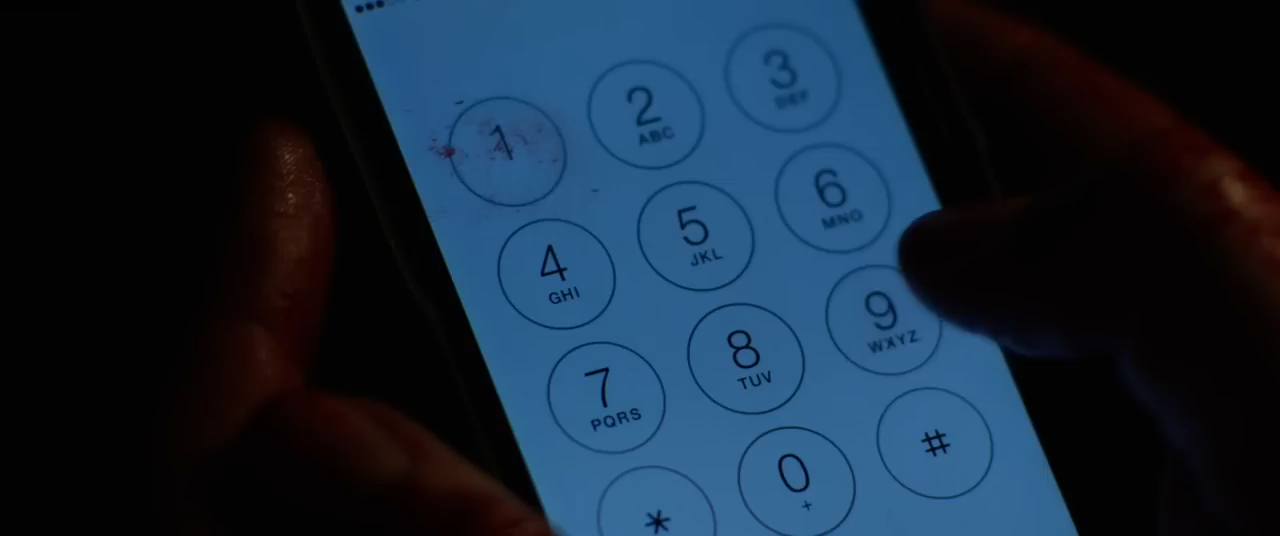 1 2 3
ABC DEF
4 5 6
GHI JKL MNO
7 8 9
PQRS TUV WXYZ
* 0 #
+